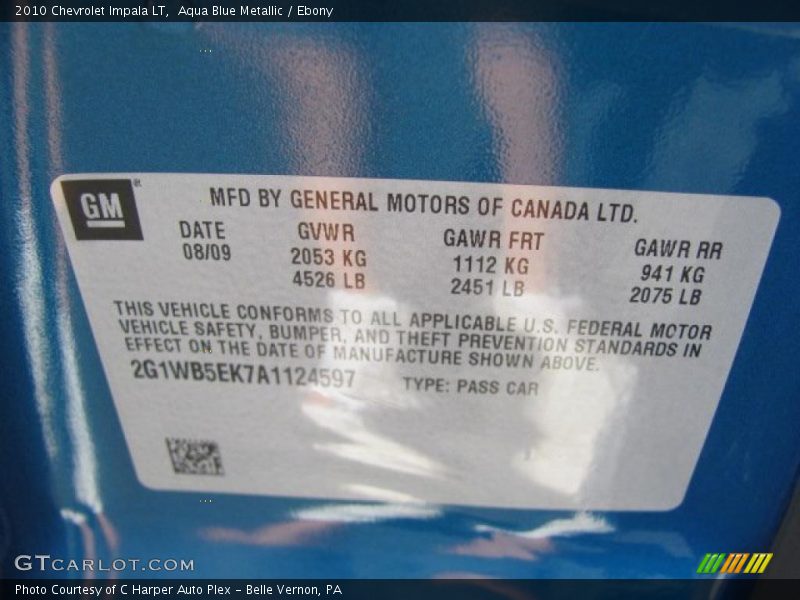 2010 Chevrolet Impala LT, Aqua Blue Metallic / Ebony
GM
MFD BY GENERAL MOTORS OF CANADA LTD.
DATE GVWR GAWR FRT GAWR RR
08/09 2053 KG 1112 KG 941 KG
4526 LB 2451 LB 2075 LB
THIS VEHICLE CONFORMS TO ALL APPLICABLE U.S. FEDERAL MOTOR
VEHICLE SAFETY, BUMPER, AND THEFT PREVENTION STANDARDS IN
EFFECT ON THE DATE OF MANUFACTURE SHOWN ABOVE.
2G1WB5EK7A1124597 TYPE: PASS CAR
GTCARLOT.COM
Photo Courtesy of C Harper Auto Plex – Belle Vernon, PA